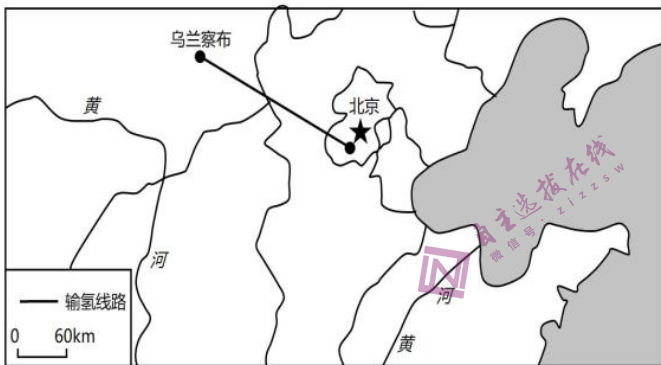 乌兰察布
黄
北京
河
输氢线路
0 60km
河
黄
自主选拔在线
微信号：zizzsw